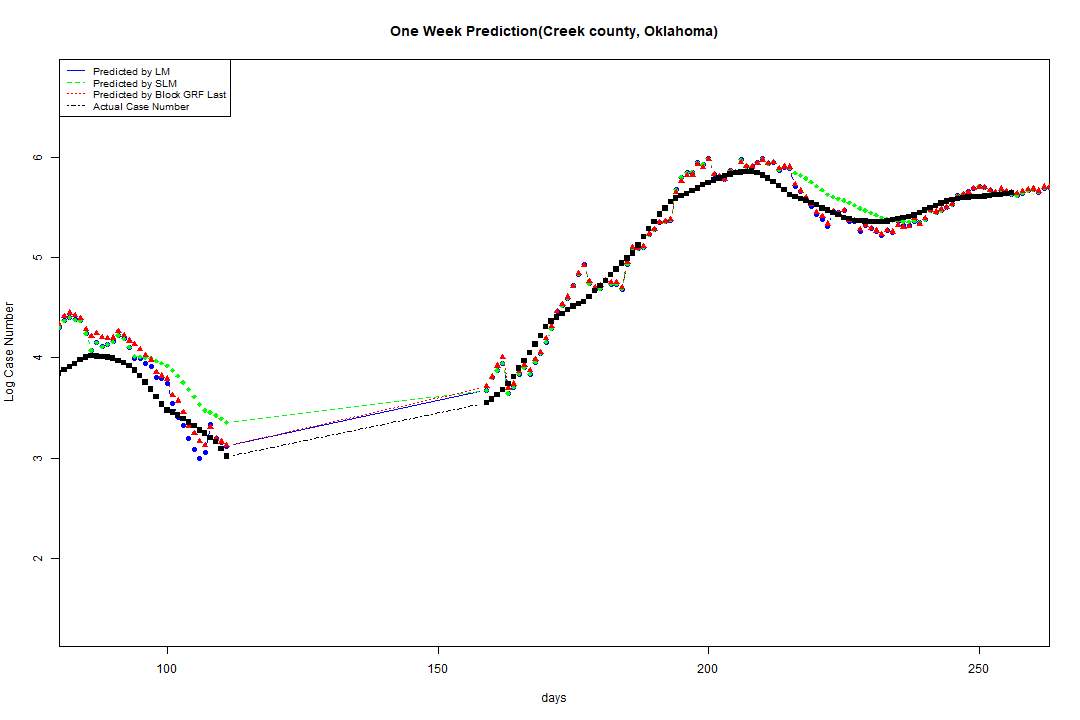 One Week Prediction(Creek county, Oklahoma)
Predicted by LM
Predicted by SLM
Predicted by Block GRF Last
Actual Case Number
6
5
4
3
2
Log Case Number
100 150 200 250
days